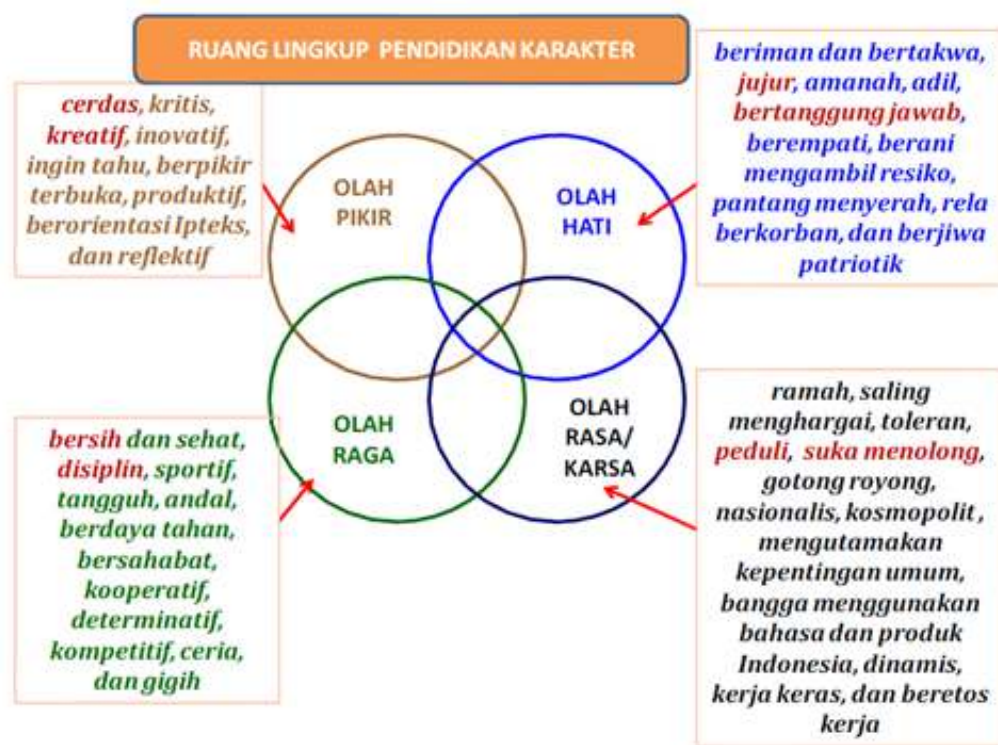 RUANG LINGKUP PENDIDIKAN KARAKTER
cerdas, kritis,
kreatif, inovatif,
ingin tahu, berpikir
terbuka, produktif,
berorientasi Ipteks,
dan reflektif
OLAH
PIKIR
OLAH
HATI
beriman dan bertakwa,
jujur, amanah, adil,
bertanggung jawab,
berempati, berani
mengambil resiko,
pantang menyerah, rela
berkorban, dan berjiwa
patriotik
bersih dan sehat,
disiplin, sportif,
tangguh, andal,
berdaya tahan,
bersahabat,
kooperatif,
determinatif,
kompetitif, ceria,
dan gigih
OLAH
RAGA
OLAH
RASA/
KARSA
ramah, saling
menghargai, toleran,
peduli, suka menolong,
gotong royong,
nasionalis, kosmopolit ,
mengutamakan
kepentingan umum,
bangga menggunakan
bahasa dan produk
Indonesia, dinamis,
kerja keras, dan beretos
kerja